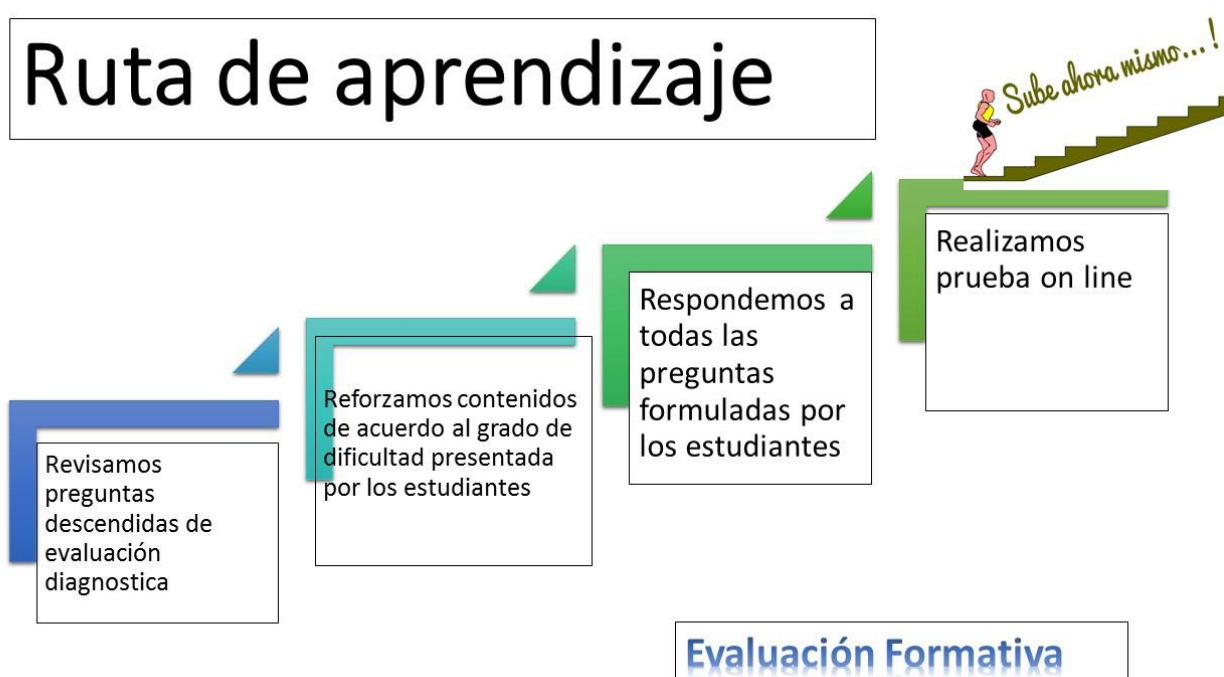 Ruta de aprendizaje
Sube ahora mismo...!
Revisamos
preguntas
descendidas de
evaluación
diagnostica
Reforzamos contenidos
de acuerdo al grado de
dificultad presentada
por los estudiantes
Respondemos a
todas las
preguntas
formuladas por
los estudiantes
Realizamos
prueba on line
Evaluación Formativa